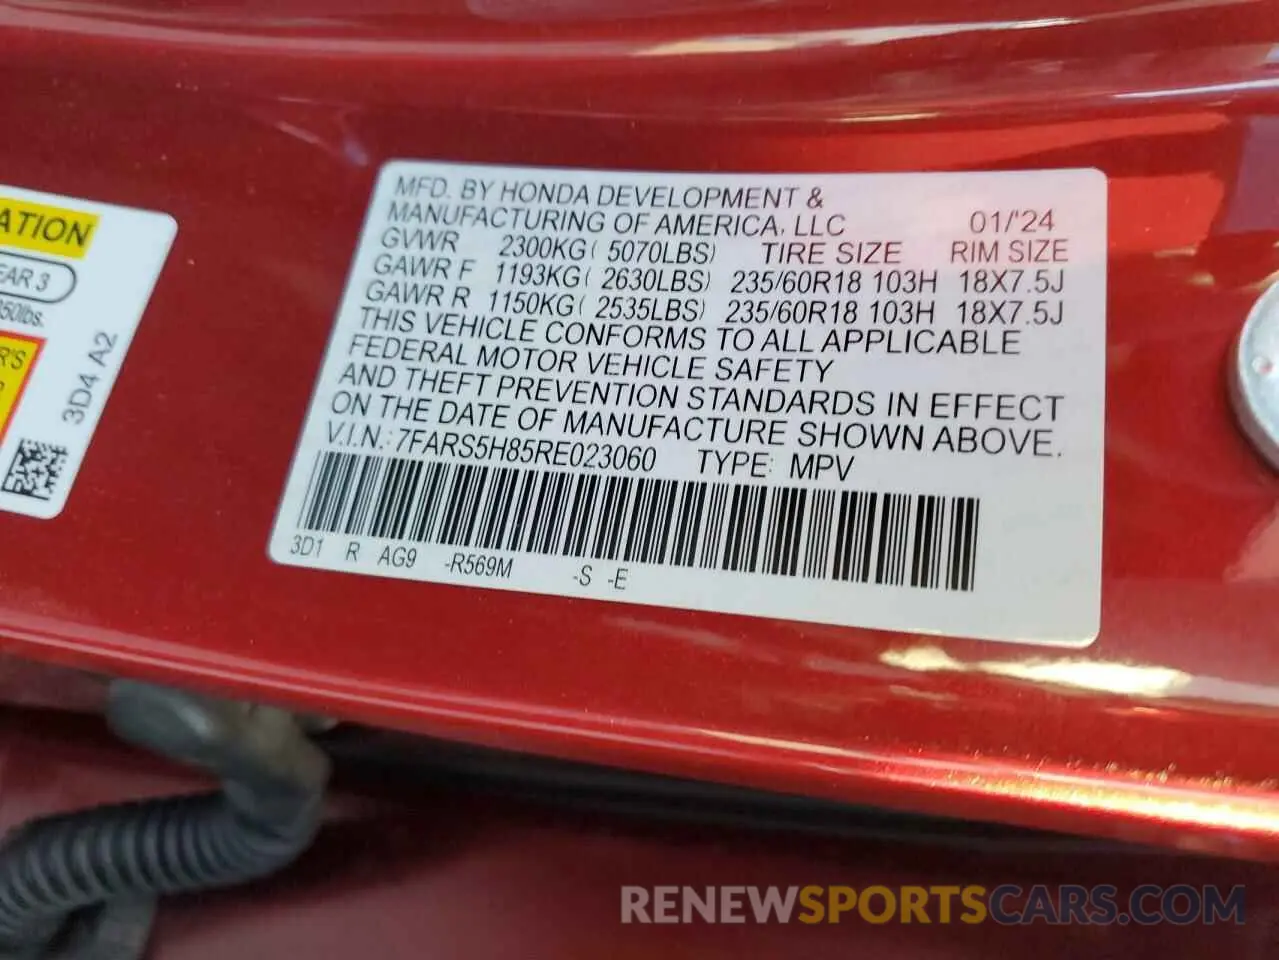 ATION
EAR 3
350lbs.
R'S
3D4 A2
MFD. BY HONDA DEVELOPMENT &
MANUFACTURING OF AMERICA, LLC 01/'24
GVWR 2300KG( 5070LBS) TIRE SIZE RIM SIZE
GAWR F 1193KG( 2630LBS) 235/60R18 103H 18X7.5J
GAWR R 1150KG( 2535LBS) 235/60R18 103H 18X7.5J
THIS VEHICLE CONFORMS TO ALL APPLICABLE
FEDERAL MOTOR VEHICLE SAFETY
AND THEFT PREVENTION STANDARDS IN EFFECT
ON THE DATE OF MANUFACTURE SHOWN ABOVE.
V.I.N.: 7FARS5H85RE023060 TYPE: MPV
3D1 R AG9 -R569M -S -E
RENEWSPORTSCARS.COM